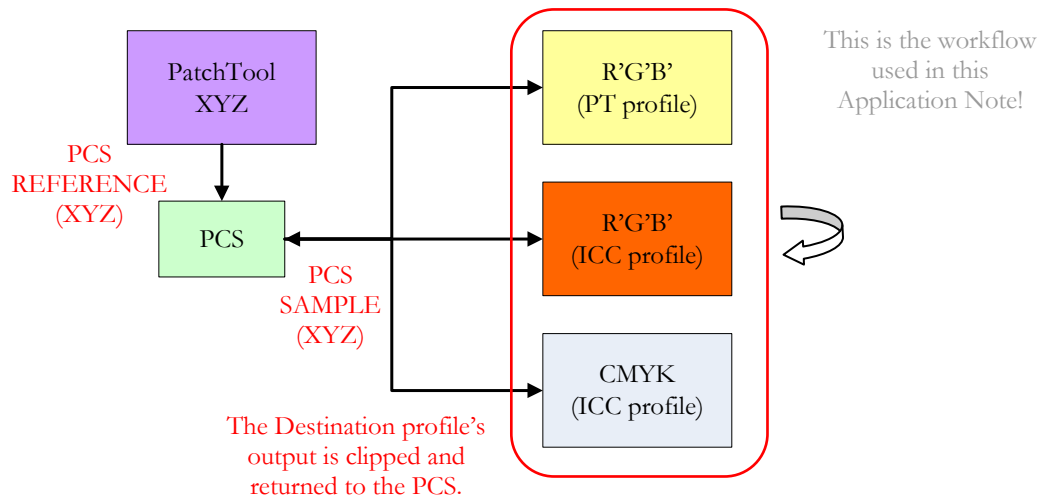 PatchTool
XYZ
R’G’B’
(PT profile)
This is the workflow
used in this
Application Note!
PCS
REFERENCE
(XYZ)
PCS
R’G’B’
(ICC profile)
PCS
SAMPLE
(XYZ)
CMYK
(ICC profile)
The Destination profile’s
output is clipped and
returned to the PCS.